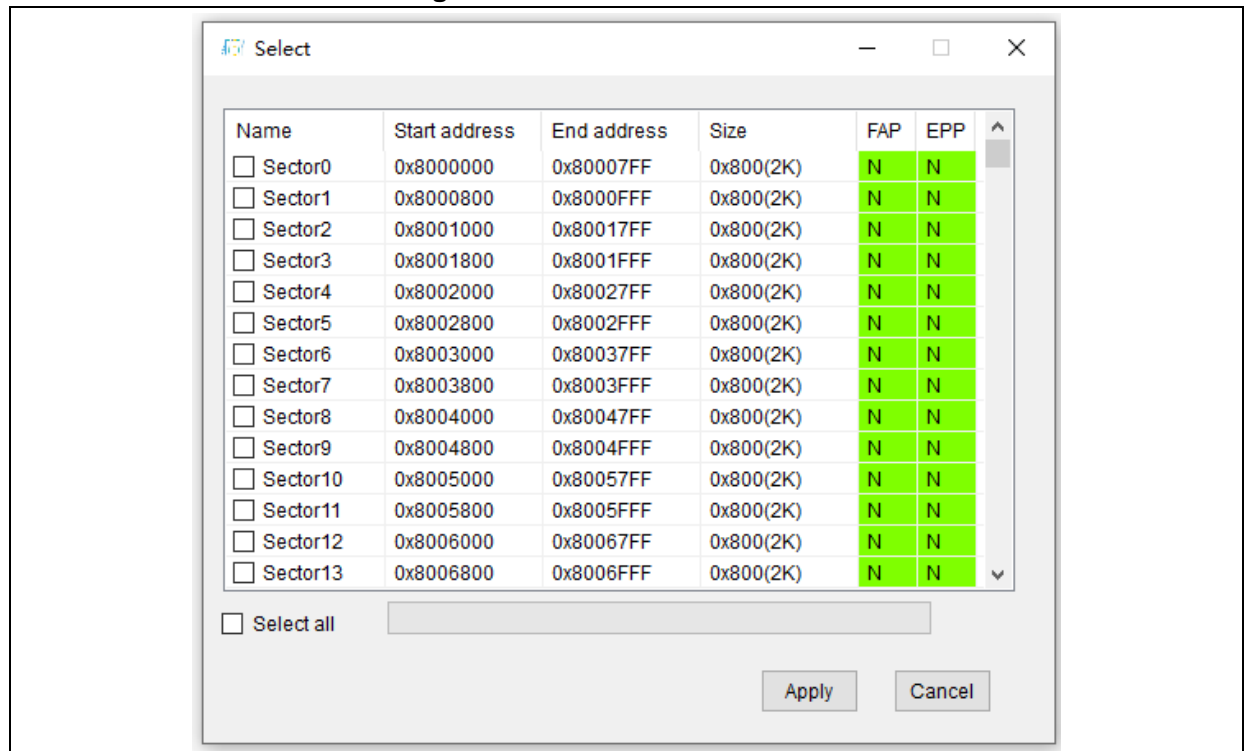 Select
Name Start address End address Size FAP EPP
Sector0 0x8000000 0x80007FF 0x800(2K) N N
Sector1 0x8000800 0x8000FFF 0x800(2K) N N
Sector2 0x8001000 0x80017FF 0x800(2K) N N
Sector3 0x8001800 0x8001FFF 0x800(2K) N N
Sector4 0x8002000 0x80027FF 0x800(2K) N N
Sector5 0x8002800 0x8002FFF 0x800(2K) N N
Sector6 0x8003000 0x80037FF 0x800(2K) N N
Sector7 0x8003800 0x8003FFF 0x800(2K) N N
Sector8 0x8004000 0x80047FF 0x800(2K) N N
Sector9 0x8004800 0x8004FFF 0x800(2K) N N
Sector10 0x8005000 0x80057FF 0x800(2K) N N
Sector11 0x8005800 0x8005FFF 0x800(2K) N N
Sector12 0x8006000 0x80067FF 0x800(2K) N N
Sector13 0x8006800 0x8006FFF 0x800(2K) N N
Select all
Apply Cancel